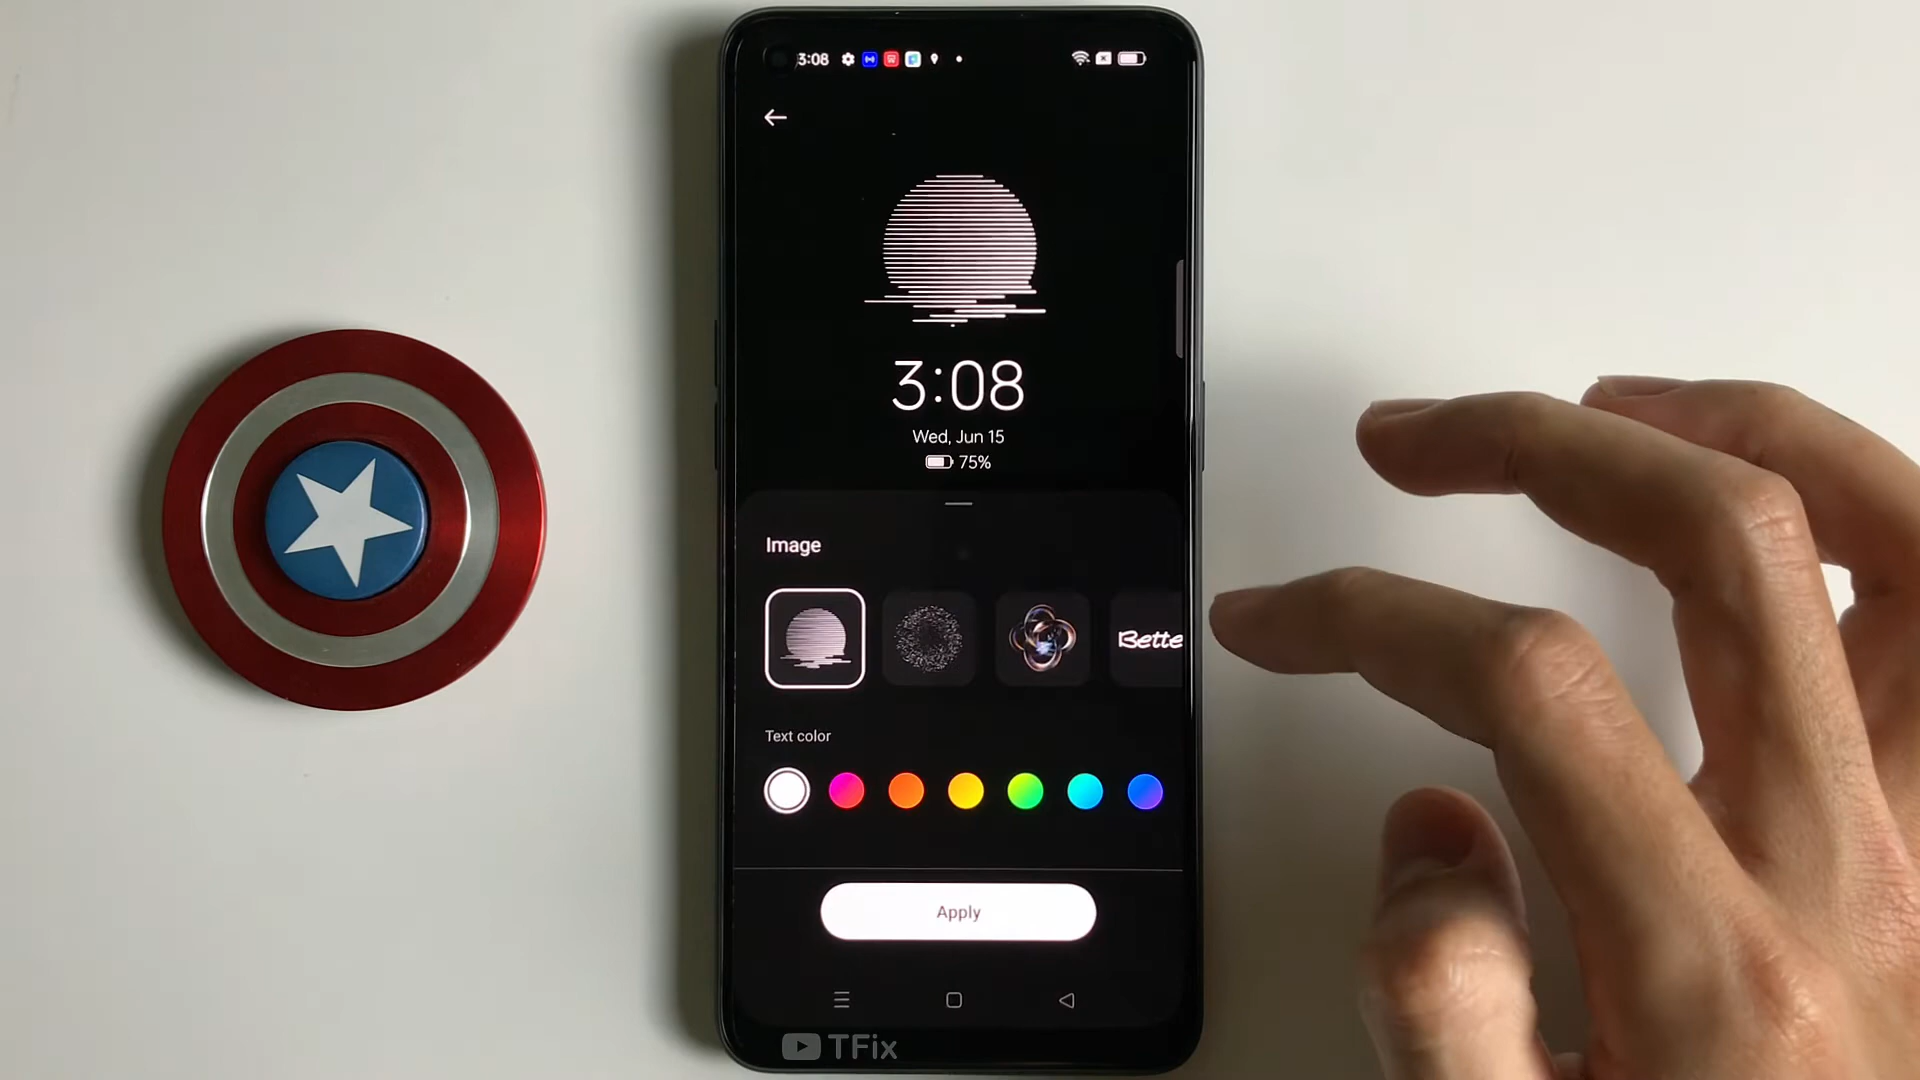 3:08
3:08
Wed, Jun 15
75%
Image
Bette
Text color
Apply
TFix